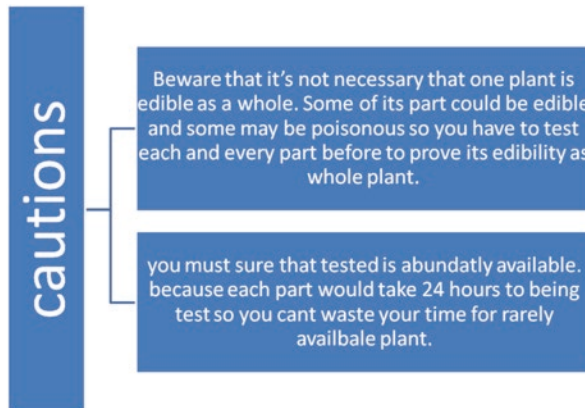 cautions
Beware that it's not necessary that one plant is
edible as a whole. Some of its part could be edible
and some may be poisonous so you have to test
each and every part before to prove its edibility as
whole plant.
you must sure that tested is abundatly available.
because each part would take 24 hours to being
test so you cant waste your time for rarely
availbale plant.